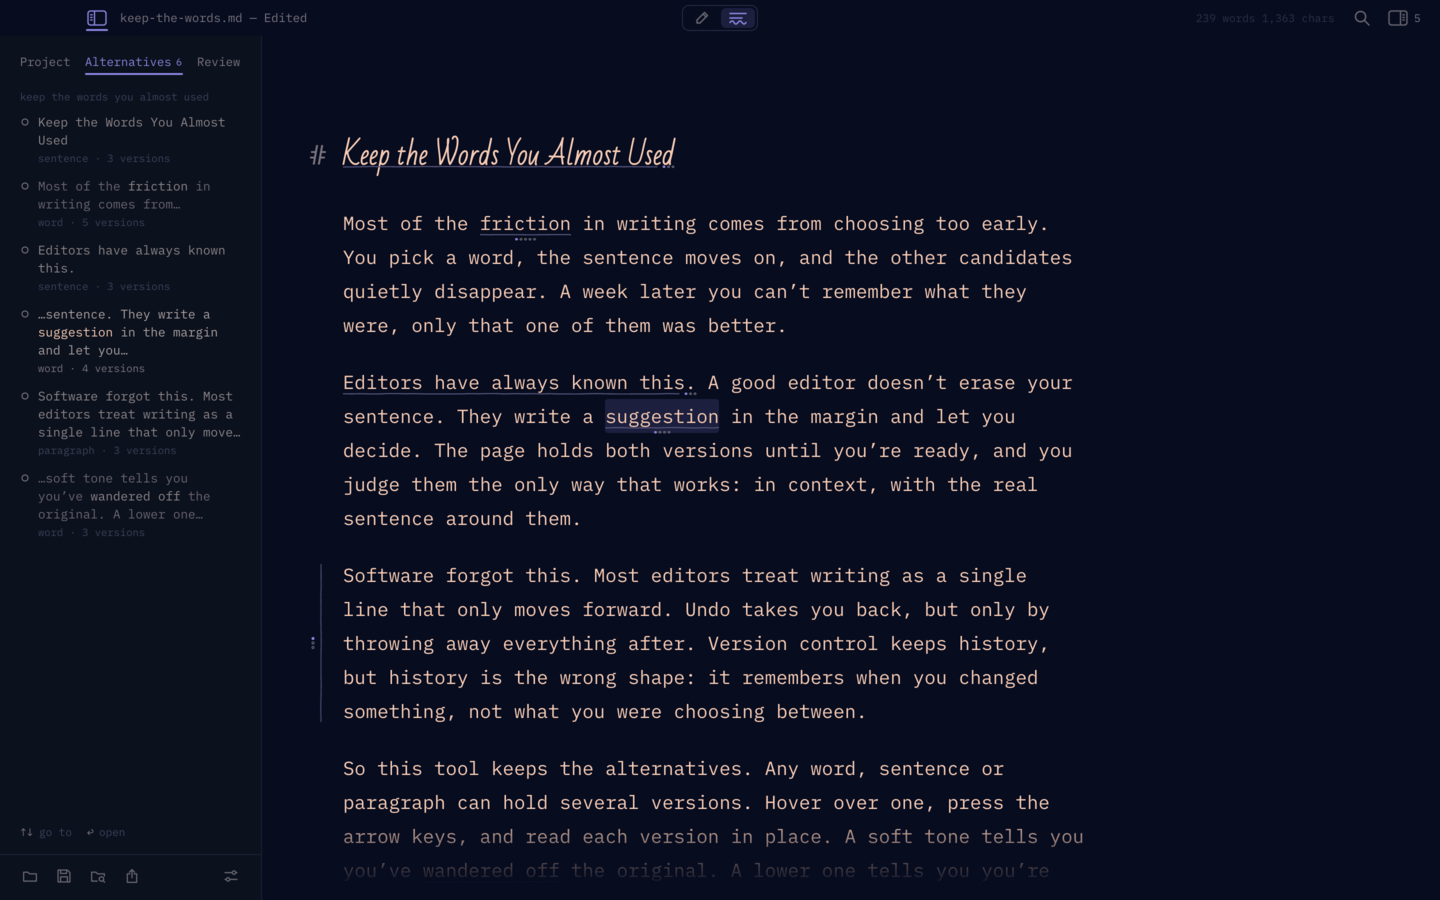 keep-the-words.md — Edited
239 words 1,363 chars
5
Project
Alternatives 6
Review
keep the words you almost used
Keep the Words You Almost
Used
sentence · 3 versions
Most of the friction in
writing comes from…
word · 5 versions
Editors have always known
this.
sentence · 3 versions
…sentence. They write a
suggestion in the margin
and let you…
word · 4 versions
Software forgot this. Most
editors treat writing as a
single line that only move…
paragraph · 3 versions
…soft tone tells you
you’ve wandered off the
original. A lower one…
word · 3 versions
↑↓ go to ↵ open
# Keep the Words You Almost Used
Most of the friction in writing comes from choosing too early.
You pick a word, the sentence moves on, and the other candidates
quietly disappear. A week later you can’t remember what they
were, only that one of them was better.
Editors have always known this. A good editor doesn’t erase your
sentence. They write a suggestion in the margin and let you
decide. The page holds both versions until you’re ready, and you
judge them the only way that works: in context, with the real
sentence around them.
Software forgot this. Most editors treat writing as a single
line that only moves forward. Undo takes you back, but only by
throwing away everything after. Version control keeps history,
but history is the wrong shape: it remembers when you changed
something, not what you were choosing between.
So this tool keeps the alternatives. Any word, sentence or
paragraph can hold several versions. Hover over one, press the
arrow keys, and read each version in place. A soft tone tells you
you’ve wandered off the original. A lower one tells you you’re